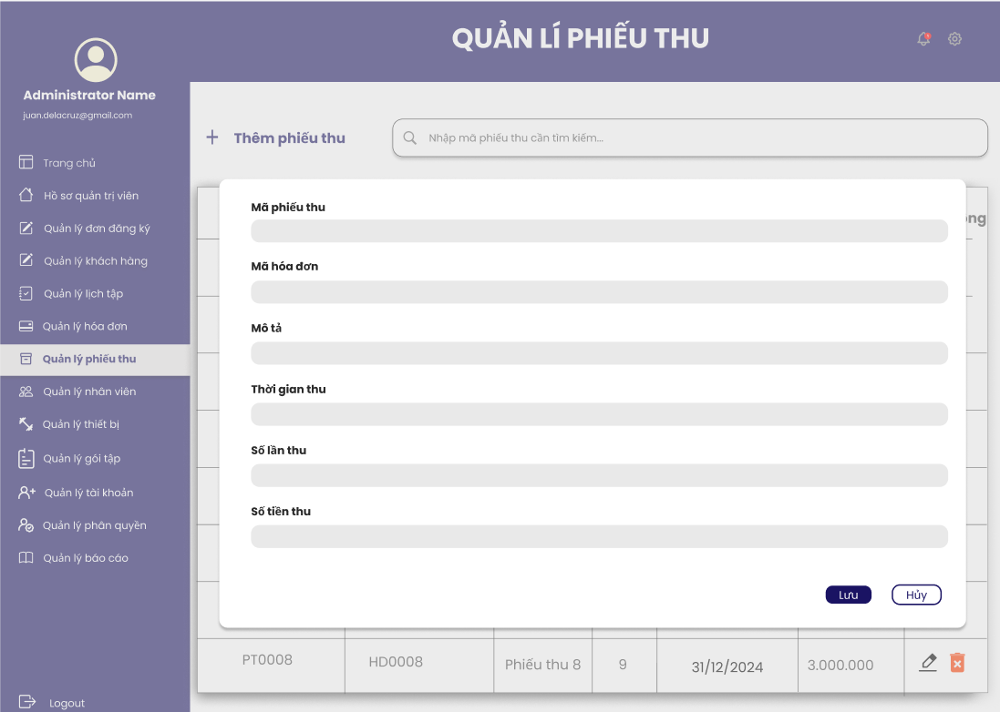 QUẢN LÍ PHIẾU THU
Administrator Name
juan.delacruz@gmail.com
Trang chủ
Hồ sơ quản trị viên
Quản lý đơn đăng ký
Quản lý khách hàng
Quản lý lịch tập
Quản lý hóa đơn
Quản lý phiếu thu
Quản lý nhân viên
Quản lý thiết bị
Quản lý gói tập
Quản lý tài khoản
Quản lý phân quyền
Quản lý báo cáo
Logout
+ Thêm phiếu thu
Nhập mã phiếu thu cần tìm kiếm...
Mã phiếu thu
Mã hóa đơn
Mô tả
Thời gian thu
Số lần thu
Số tiền thu
Lưu Hủy
PT0008 HD0008 Phiếu thu 8 9 31/12/2024 3.000.000